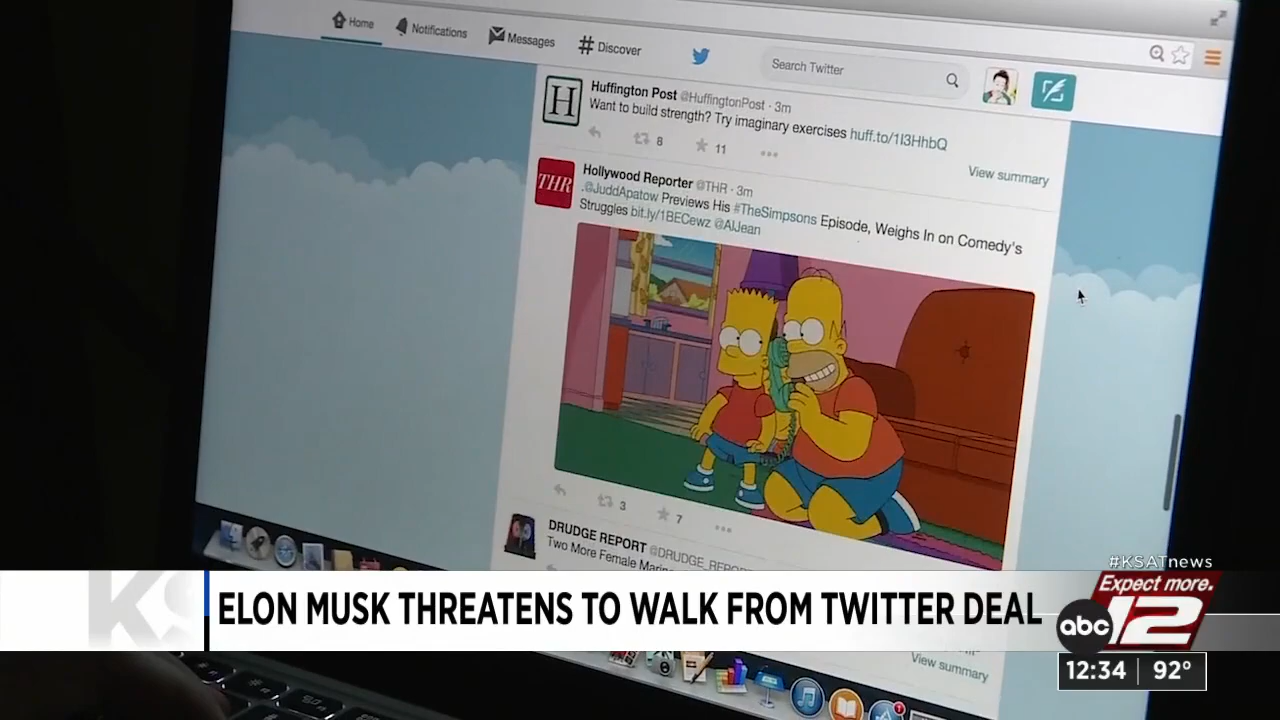 Home
Notifications
Messages
# Discover
Search Twitter
H
Huffington Post @HuffingtonPost · 3m
Want to build strength? Try imaginary exercises huff.to/1I3HhbQ
8
11
View summary
THR
Hollywood Reporter @THR · 3m
.@JuddApatow Previews His #TheSimpsons Episode, Weighs In on Comedy's
Struggles bit.ly/1BECewz @AlJean
3
7
DRUDGE REPORT @DRUDGE_REPO
Two More Female Marin
#KSATnews
KS
ELON MUSK THREATENS TO WALK FROM TWITTER DEAL
Expect more.
abc
12
12:34
92°
View summary